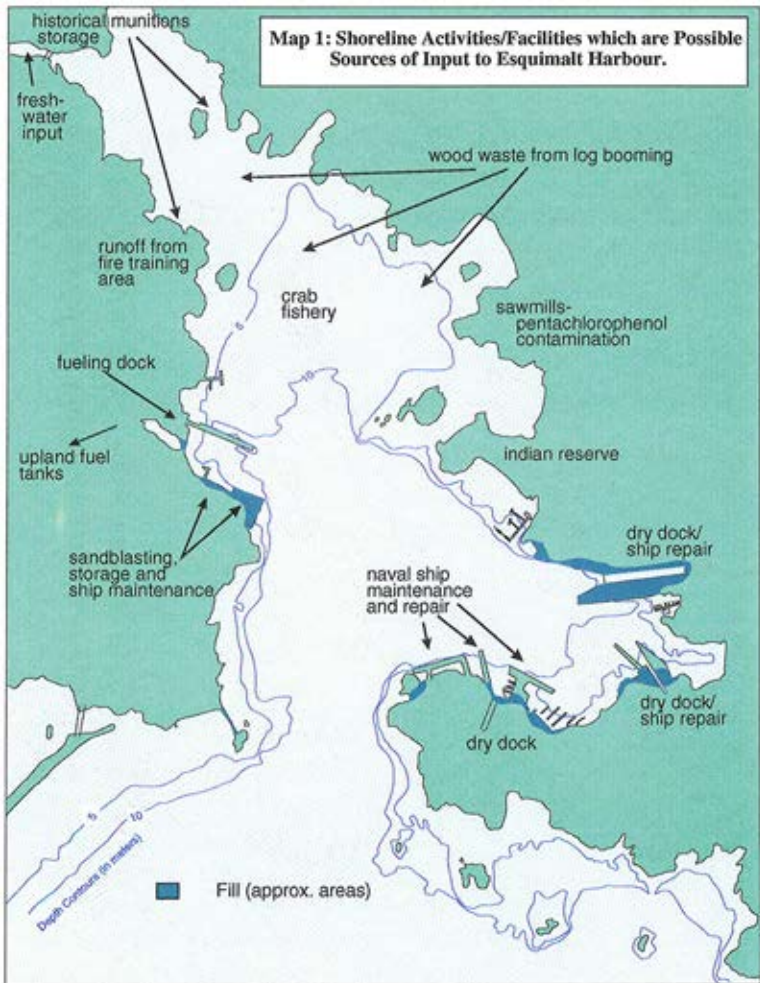 historical munitions
storage
Map 1: Shoreline Activities/Facilities which are Possible
Sources of Input to Esquimalt Harbour.
fresh-
water
input
wood waste from log booming
runoff from
fire training
area
crab
fishery
5
sawmills-
pentachlorophenol
contamination
10
fueling dock
upland fuel
tanks
indian reserve
sandblasting,
storage and
ship maintenance
dry dock/
ship repair
naval ship
maintenance
and repair
dry dock/
ship repair
dry dock
5
10
Depth Contours (in meters)
Fill (approx. areas)